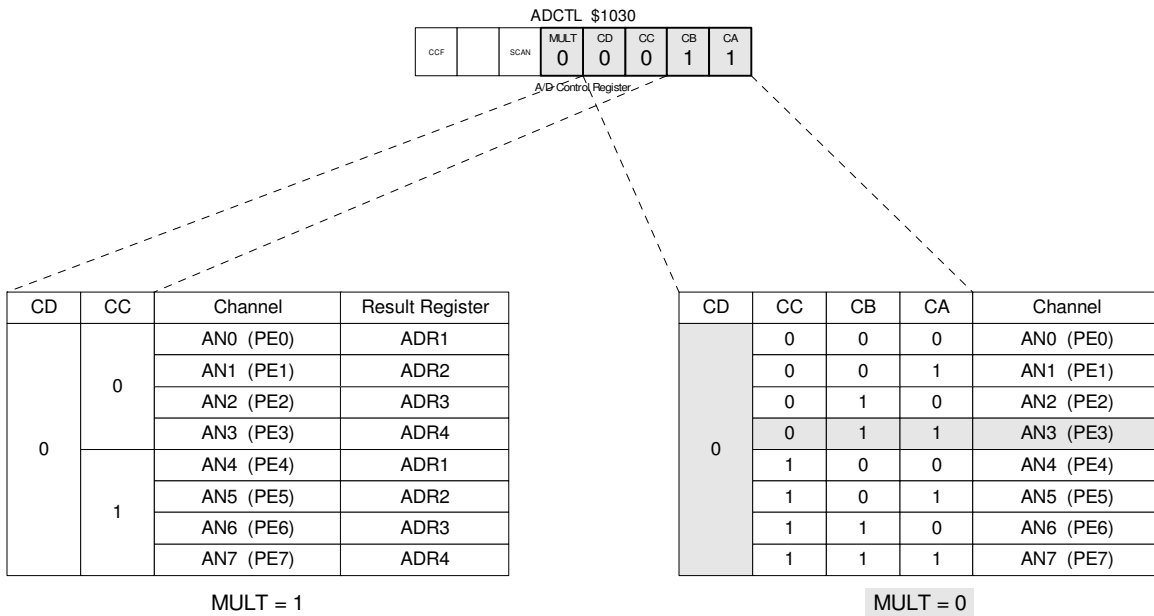 ADCTL $1030
CCF SCAN MULT CD CC CB CA
0 0 0 1 1
A/D Control Register
CD CC Channel Result Register
0
0
AN0 (PE0) ADR1
AN1 (PE1) ADR2
AN2 (PE2) ADR3
AN3 (PE3) ADR4
1
AN4 (PE4) ADR1
AN5 (PE5) ADR2
AN6 (PE6) ADR3
AN7 (PE7) ADR4
MULT = 1
CD CC CB CA Channel
0
0 0 0 AN0 (PE0)
0 0 1 AN1 (PE1)
0 1 0 AN2 (PE2)
0 1 1 AN3 (PE3)
1 0 0 AN4 (PE4)
1 0 1 AN5 (PE5)
1 1 0 AN6 (PE6)
1 1 1 AN7 (PE7)
MULT = 0